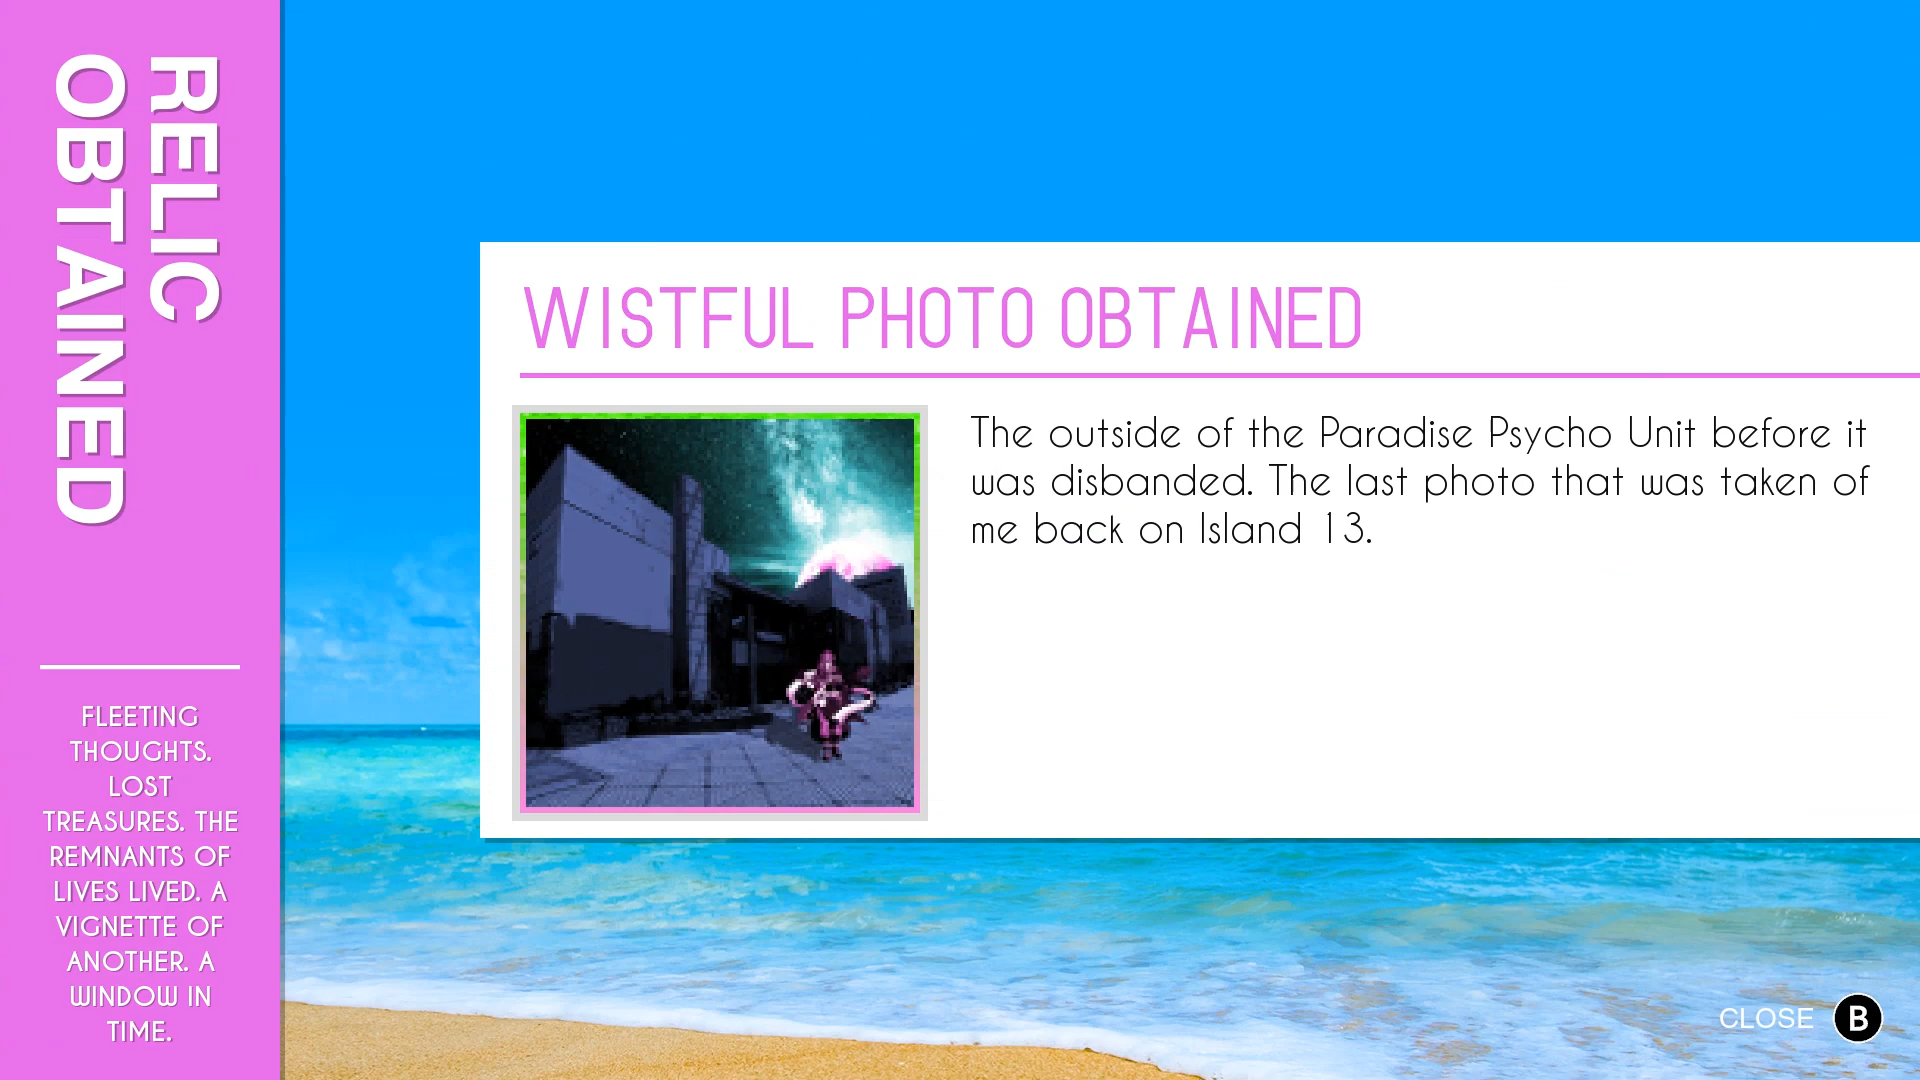 RELIC
OBTAINED
FLEETING
THOUGHTS.
LOST
TREASURES. THE
REMNANTS OF
LIVES LIVED. A
VIGNETTE OF
ANOTHER. A
WINDOW IN
TIME.
WISTFUL PHOTO OBTAINED
The outside of the Paradise Psycho Unit before it
was disbanded. The last photo that was taken of
me back on Island 13.
CLOSE B